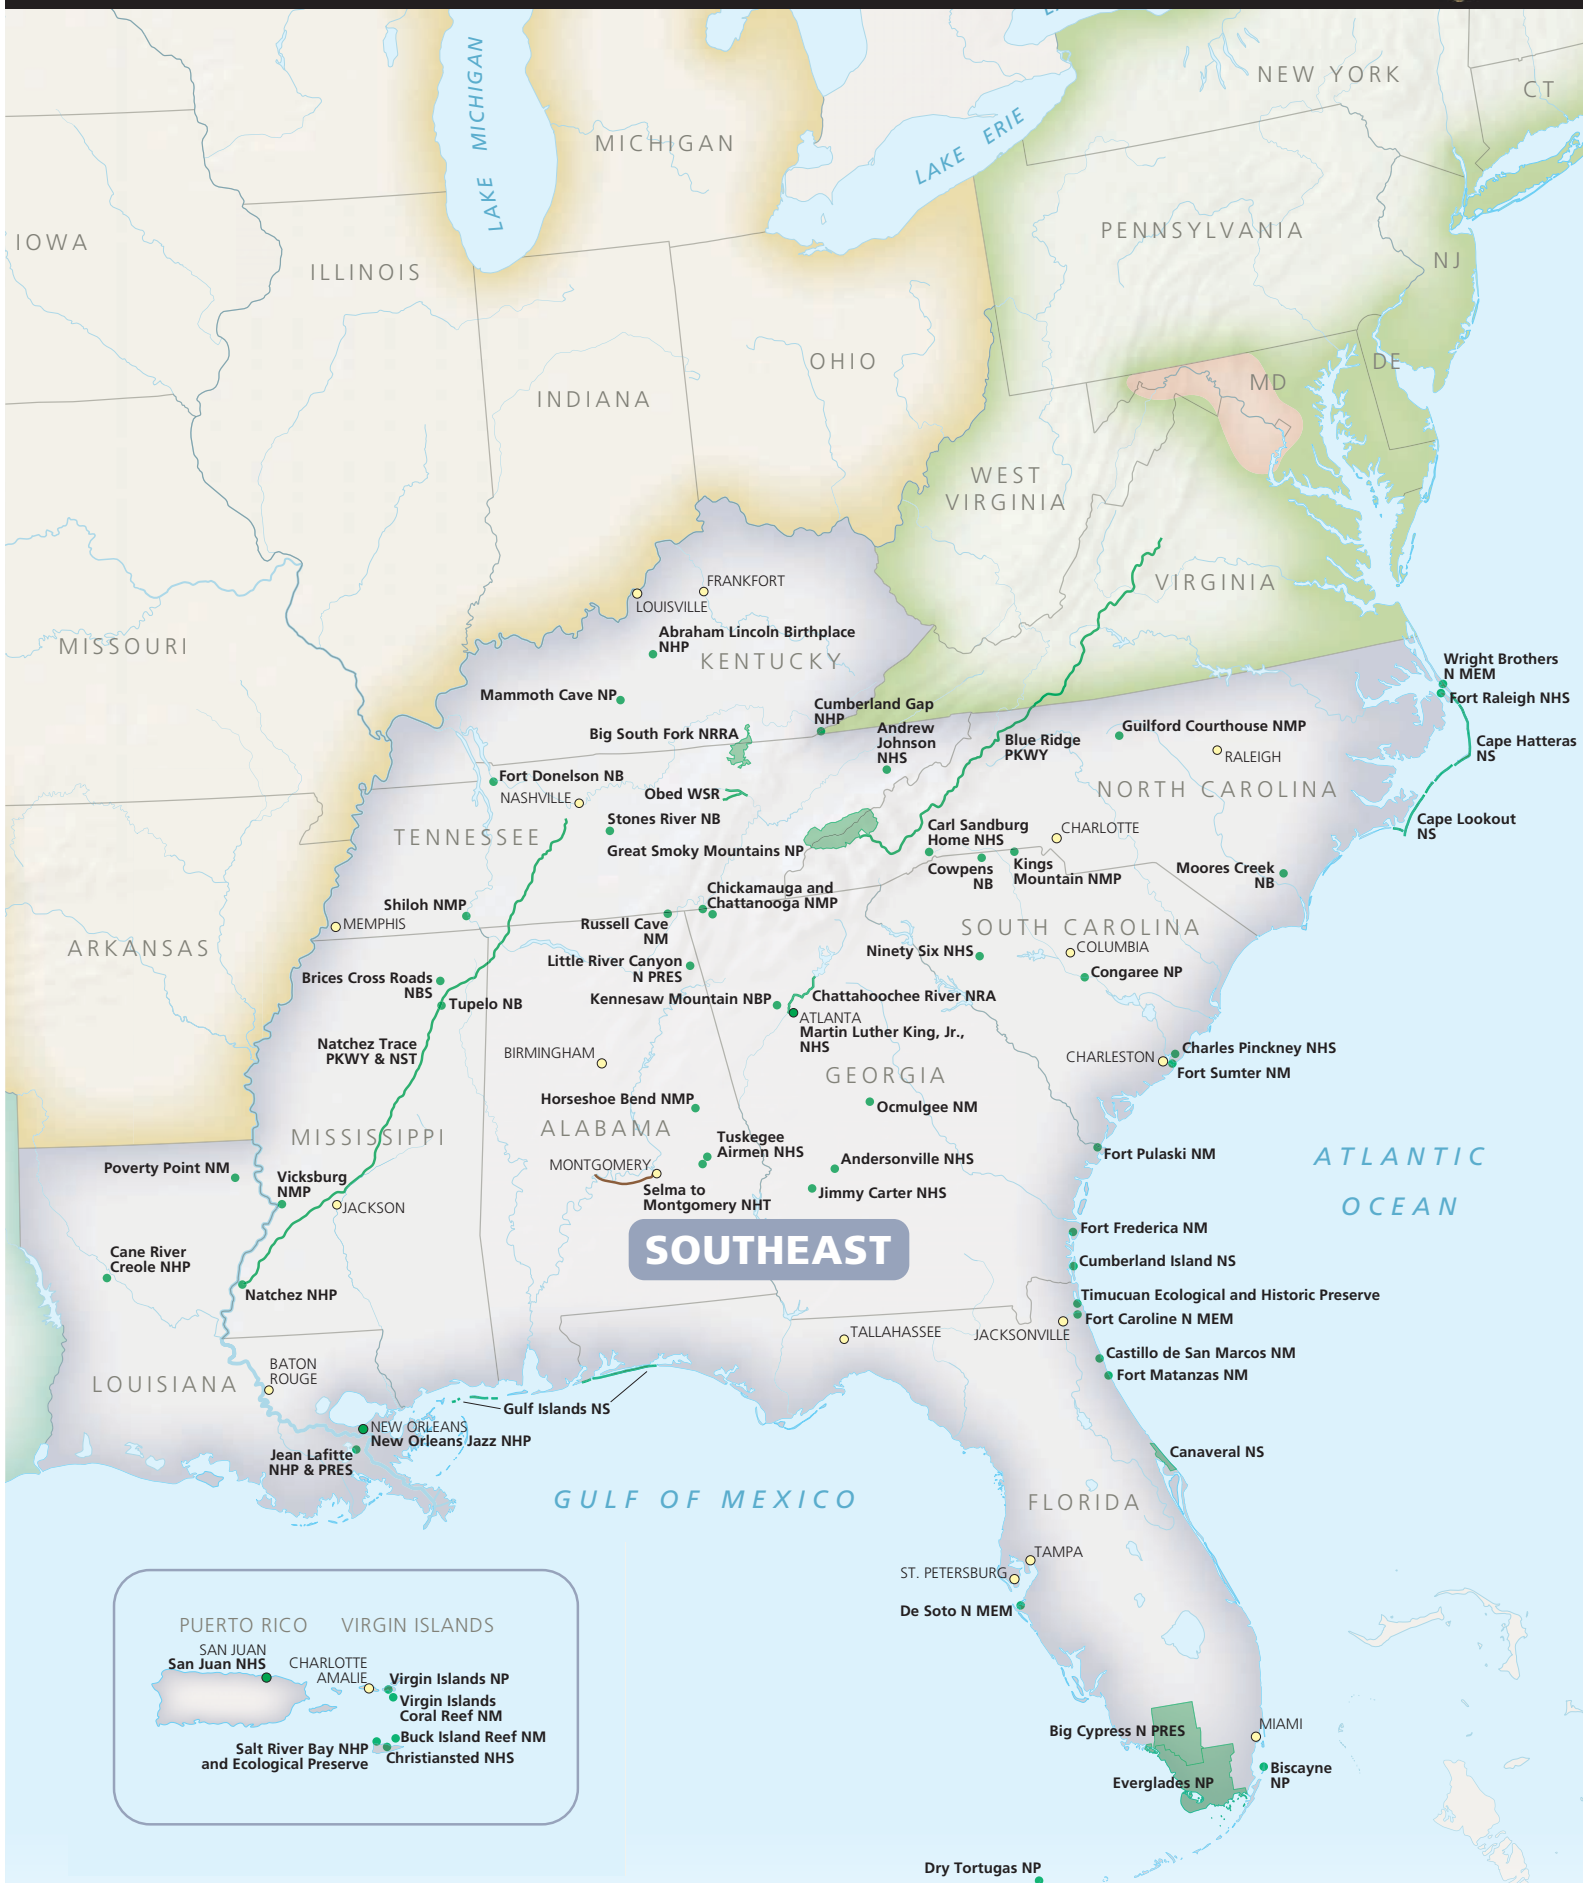 NEW YORK
CT
LAKE MICHIGAN
MICHIGAN
LAKE ERIE
PENNSYLVANIA
IOWA
ILLINOIS
NJ
OHIO
DE
MD
INDIANA
WEST
VIRGINIA
VIRGINIA
FRANKFORT
LOUISVILLE
Abraham Lincoln Birthplace
NHP
KENTUCKY
MISSOURI
Wright Brothers
N MEM
Fort Raleigh NHS
Mammoth Cave NP
Cumberland Gap
NHP
Big South Fork NRRA
Andrew
Johnson
NHS
Blue Ridge
PKWY
Guilford Courthouse NMP
RALEIGH
Cape Hatteras
NS
Fort Donelson NB
NASHVILLE
Obed WSR
NORTH CAROLINA
Stones River NB
TENNESSEE
Great Smoky Mountains NP
Carl Sandburg
Home NHS
CHARLOTTE
Cape Lookout
NS
Cowpens
NB
Kings
Mountain NMP
Moores Creek
NB
Shiloh NMP
MEMPHIS
Chickamauga and
Chattanooga NMP
Russell Cave
NM
SOUTH CAROLINA
COLUMBIA
ARKANSAS
Little River Canyon
N PRES
Ninety Six NHS
Congaree NP
Brices Cross Roads
NBS
Tupelo NB
Kennesaw Mountain NBP
Chattahoochee River NRA
ATLANTA
Martin Luther King, Jr.,
NHS
Natchez Trace
PKWY & NST
BIRMINGHAM
CHARLESTON
Charles Pinckney NHS
Fort Sumter NM
GEORGIA
Horseshoe Bend NMP
Ocmulgee NM
ALABAMA
MISSISSIPPI
Tuskegee
Airmen NHS
Fort Pulaski NM
ATLANTIC
OCEAN
Poverty Point NM
Vicksburg
NMP
MONTGOMERY
Andersonville NHS
Selma to
Montgomery NHT
Jimmy Carter NHS
JACKSON
SOUTHEAST
Fort Frederica NM
Cane River
Creole NHP
Cumberland Island NS
Natchez NHP
Timucuan Ecological and Historic Preserve
Fort Caroline N MEM
TALLAHASSEE
JACKSONVILLE
Castillo de San Marcos NM
Fort Matanzas NM
BATON
ROUGE
LOUISIANA
Gulf Islands NS
NEW ORLEANS
New Orleans Jazz NHP
Jean Lafitte
NHP & PRES
Canaveral NS
GULF OF MEXICO
FLORIDA
TAMPA
ST. PETERSBURG
De Soto N MEM
PUERTO RICO
VIRGIN ISLANDS
SAN JUAN
San Juan NHS
CHARLOTTE
AMALIE
Virgin Islands NP
Virgin Islands
Coral Reef NM
Buck Island Reef NM
Salt River Bay NHP
and Ecological Preserve
Christiansted NHS
Big Cypress N PRES
MIAMI
Everglades NP
Biscayne
NP
Dry Tortugas NP